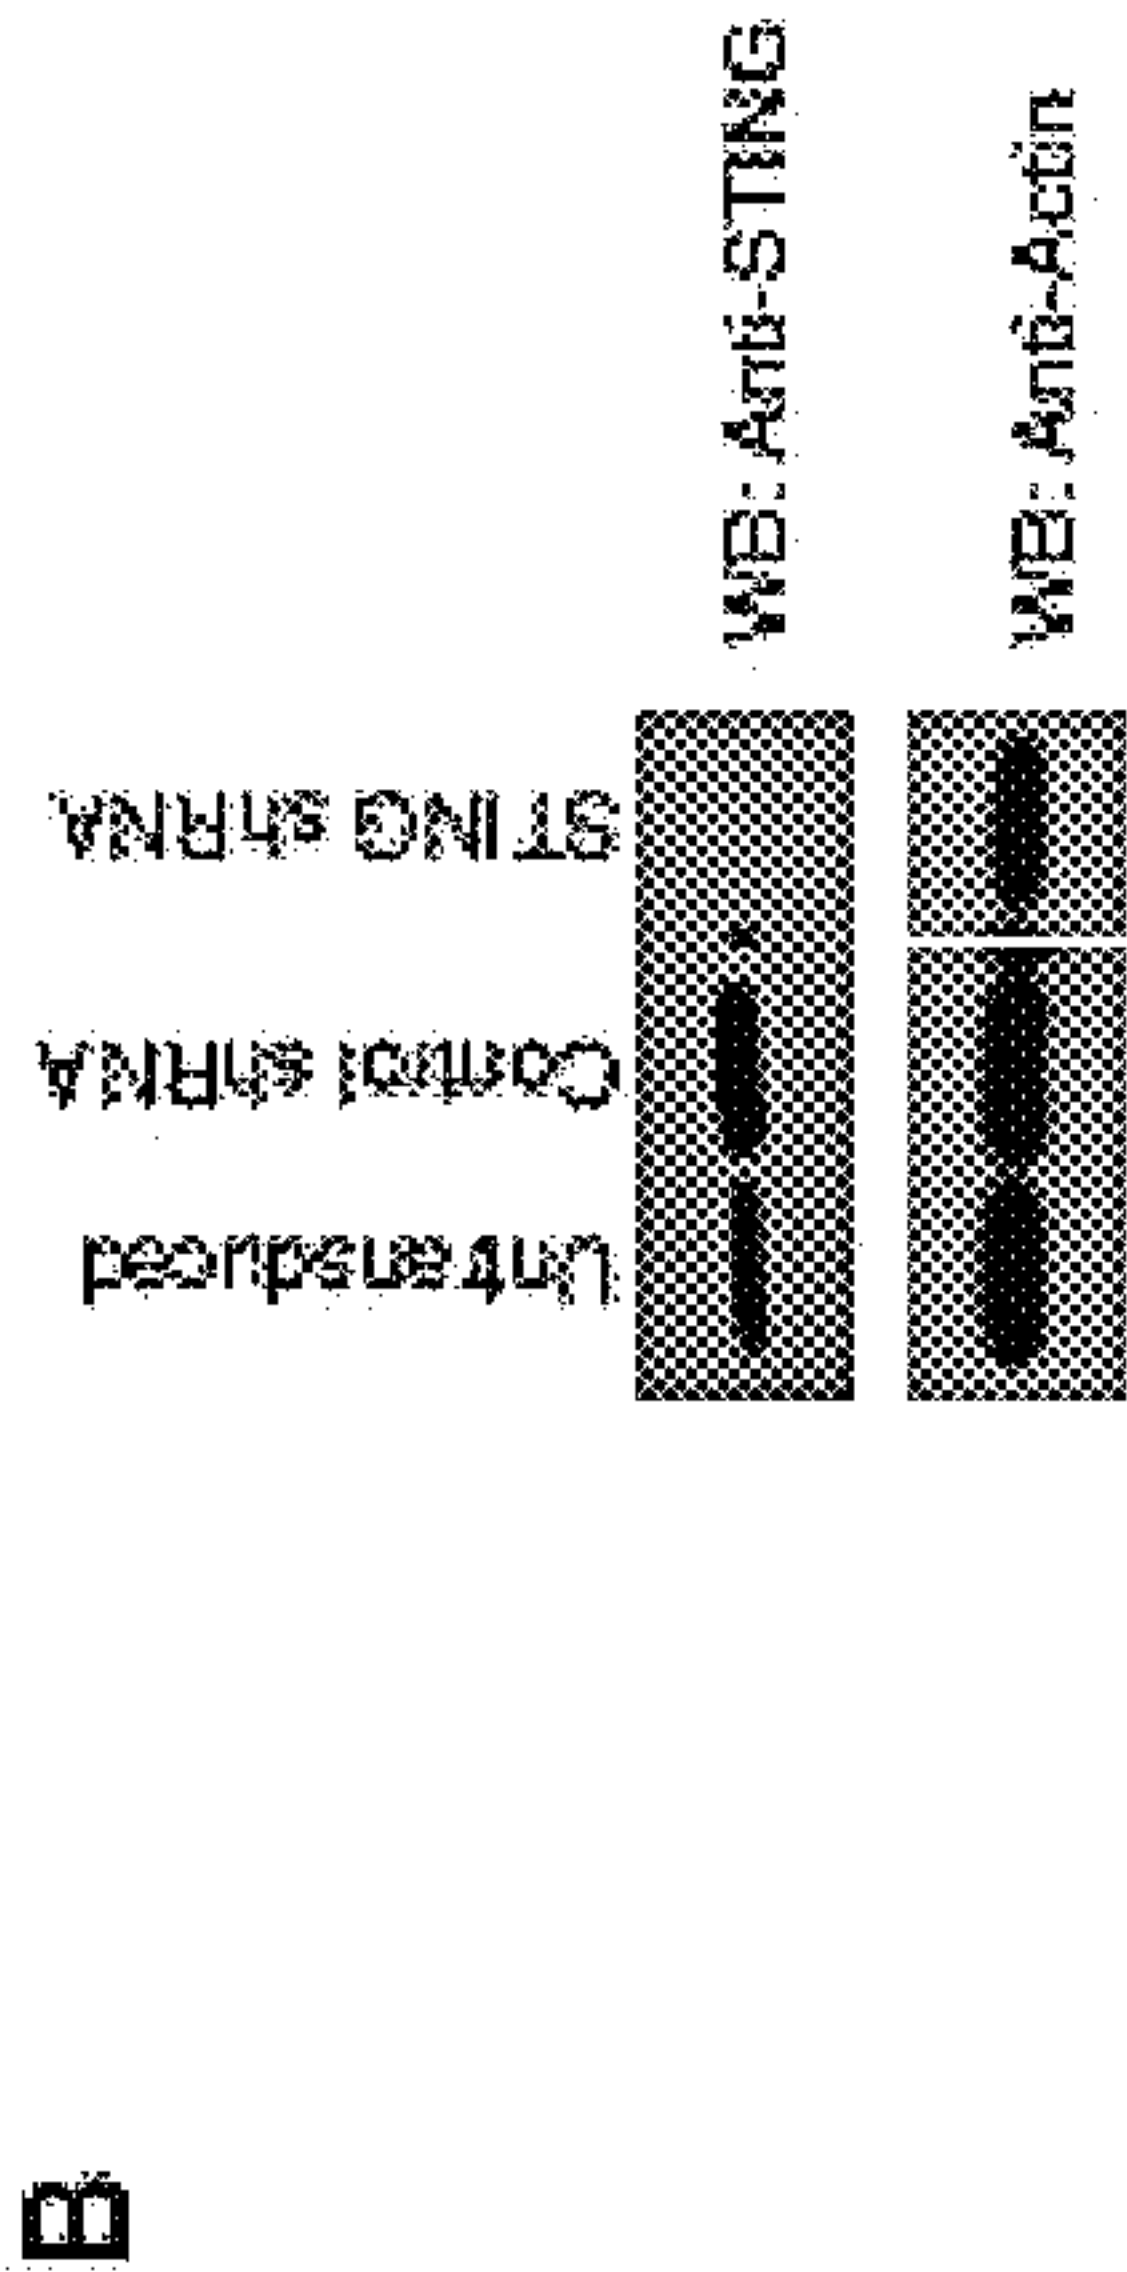 B
Untransduced
Control shRNA
STING shRNA
WB: Anti-STING
WB: Anti-Actin